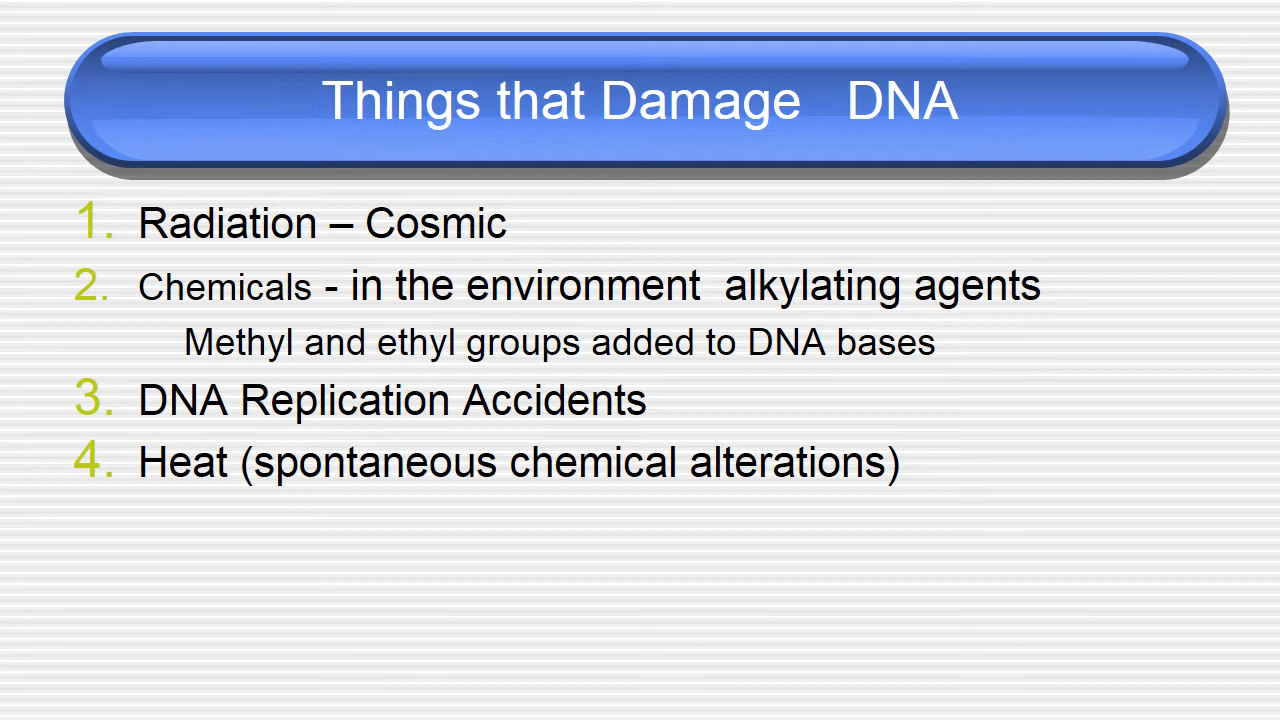 Things that Damage   DNA
1. Radiation – Cosmic
2. Chemicals - in the environment  alkylating agents
Methyl and ethyl groups added to DNA bases
3. DNA Replication Accidents
4. Heat (spontaneous chemical alterations)